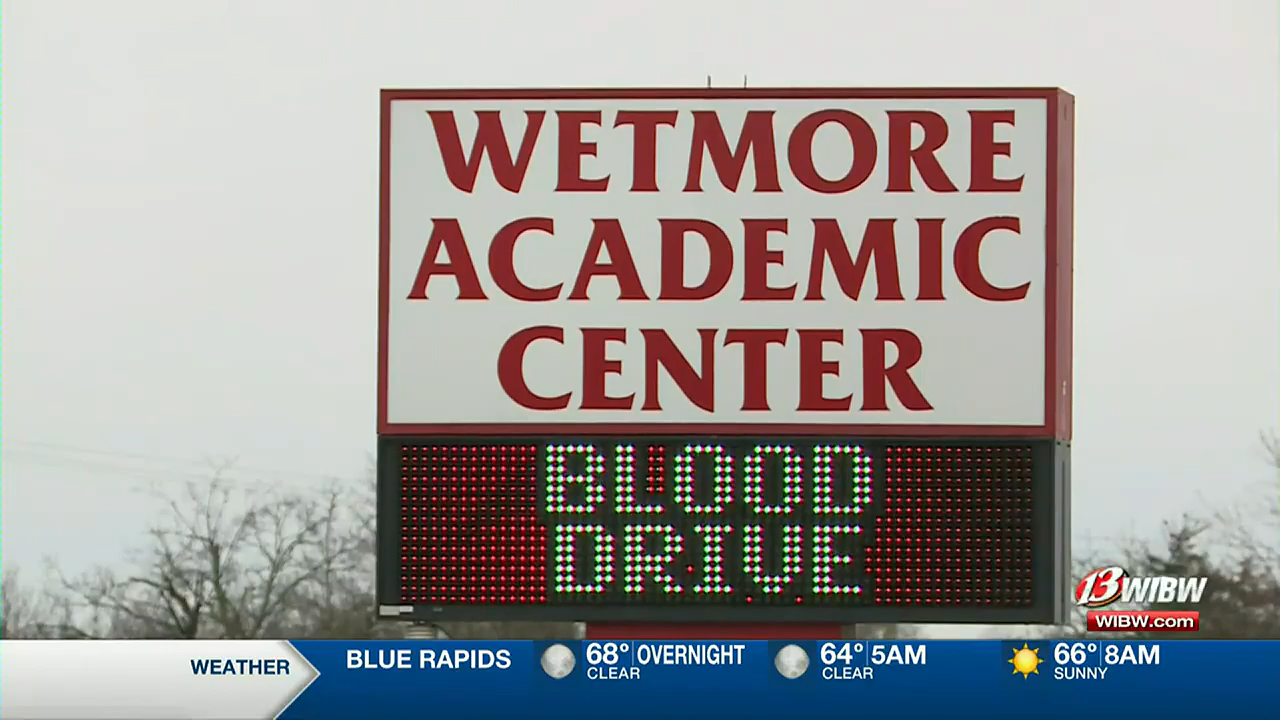 WETMORE
ACADEMIC
CENTER
BLOOD
DRIVE
13 WIBW
WIBW.com
WEATHER
BLUE RAPIDS
68° OVERNIGHT
CLEAR
64° 5AM
CLEAR
66° 8AM
SUNNY